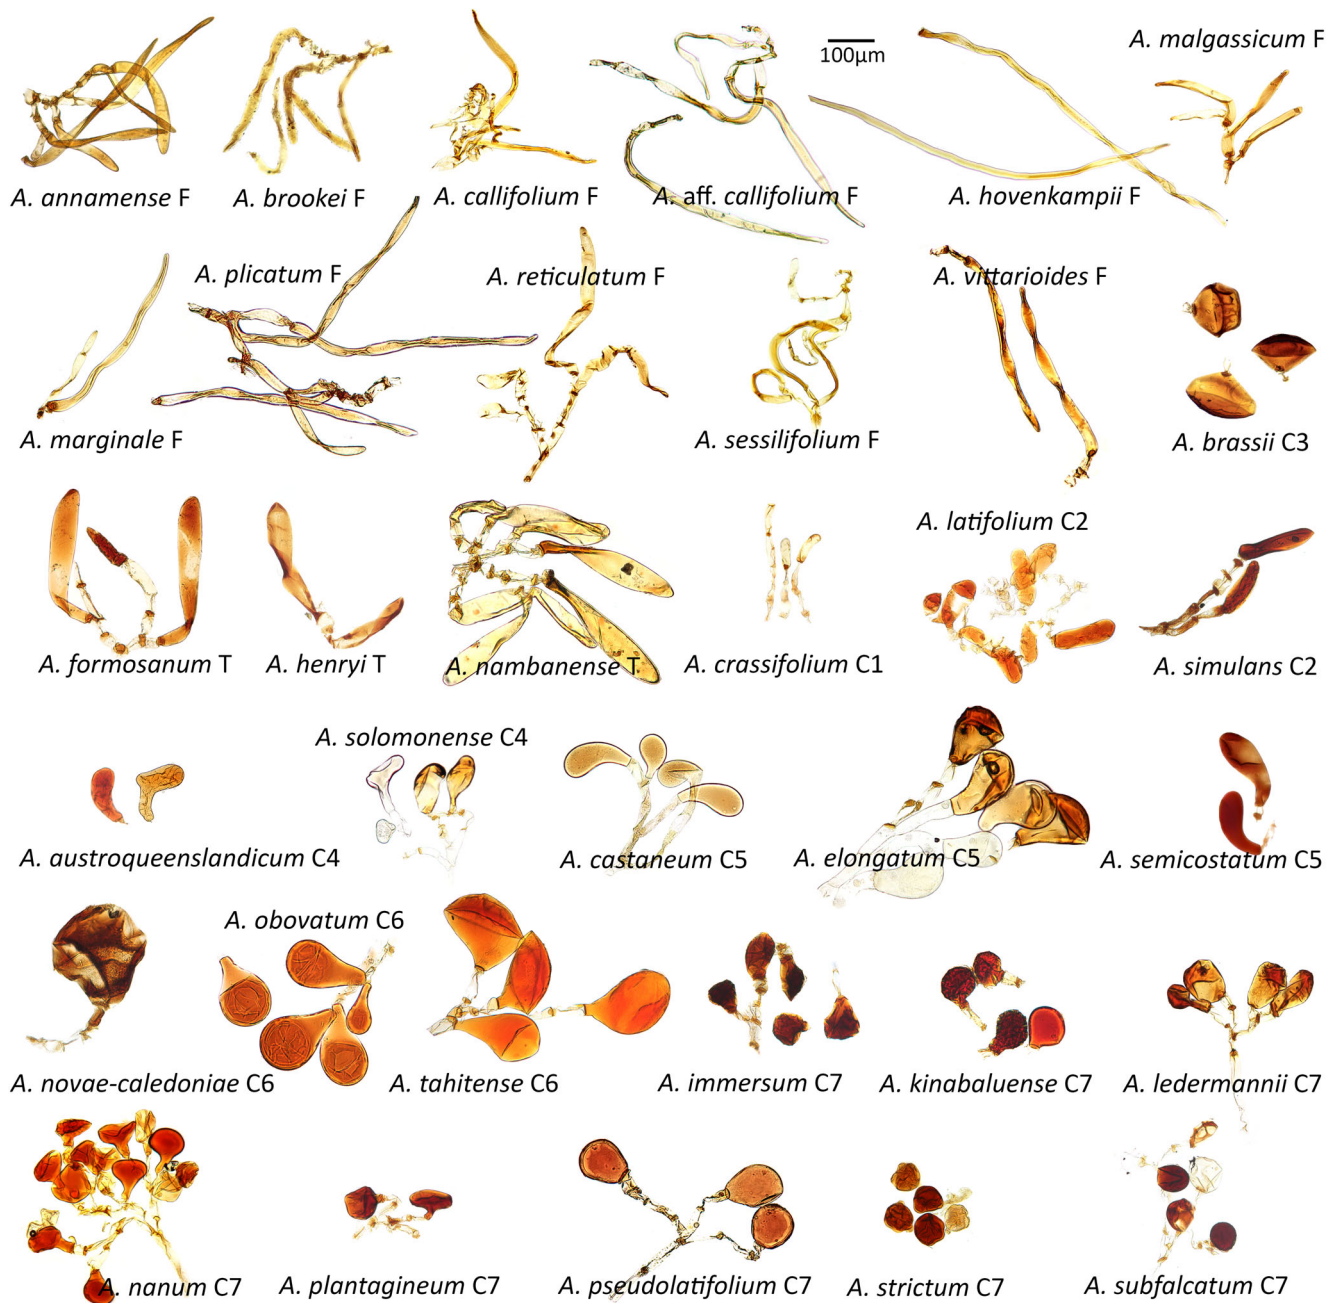 100µm
A. malgassicum F
A. annamense F
A. brookei F
A. callifolium F
A. aff. callifolium F
A. hovenkampii F
A. plicatum F
A. reticulatum F
A. vittarioides F
A. marginale F
A. sessilifolium F
A. brassii C3
A. latifolium C2
A. formosanum T
A. henryi T
A. nambanense T
A. crassifolium C1
A. simulans C2
A. solomonense C4
A. austroqueenslandicum C4
A. castaneum C5
A. elongatum C5
A. semicostatum C5
A. obovatum C6
A. novae-caledoniae C6
A. tahitense C6
A. immersum C7
A. kinabaluense C7
A. ledermannii C7
A. nanum C7
A. plantagineum C7
A. pseudolatifolium C7
A. strictum C7
A. subfalcatum C7